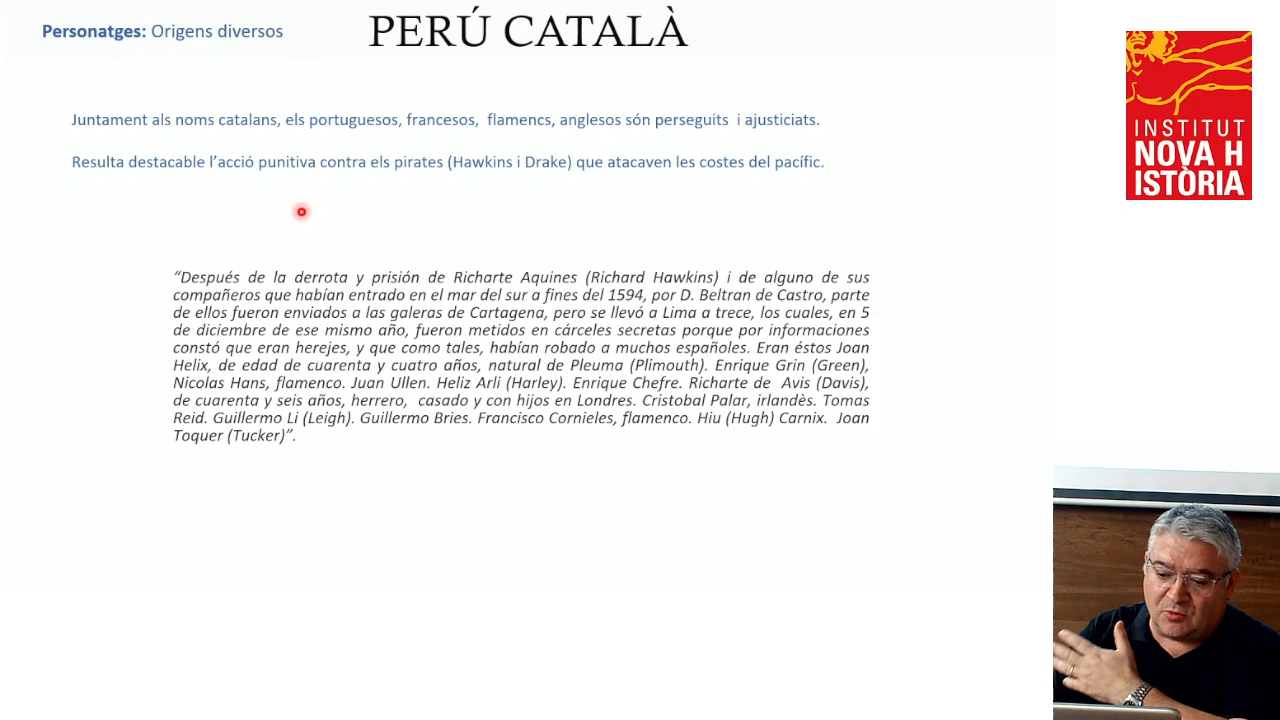 Personatges: Origens diversos
PERÚ CATALÀ
Juntament als noms catalans, els portuguesos, francesos, flamencs, anglesos són perseguits i ajusticiats.
Resulta destacable l'acció punitiva contra els pirates (Hawkins i Drake) que atacaven les costes del pacífic.
INSTITUT
NOVA H
ISTÒRIA
“Después de la derrota y prisión de Richarte Aquines (Richard Hawkins) i de alguno de sus
compañeros que habían entrado en el mar del sur a fines del 1594, por D. Beltran de Castro, parte
de ellos fueron enviados a las galeras de Cartagena, pero se llevó a Lima a trece, los cuales, en 5
de diciembre de ese mismo año, fueron metidos en cárceles secretas porque por informaciones
constó que eran herejes, y que como tales, habían robado a muchos españoles. Eran éstos Joan
Helix, de edad de cuarenta y cuatro años, natural de Pleuma (Plimouth). Enrique Grin (Green),
Nicolas Hans, flamenco. Juan Ullen. Heliz Arli (Harley). Enrique Chefre. Richarte de Avis (Davis),
de cuarenta y seis años, herrero, casado y con hijos en Londres. Cristobal Palar, irlandès. Tomas
Reid. Guillermo Li (Leigh). Guillermo Bries. Francisco Cornieles, flamenco. Hiu (Hugh) Carnix. Joan
Toquer (Tucker)”.